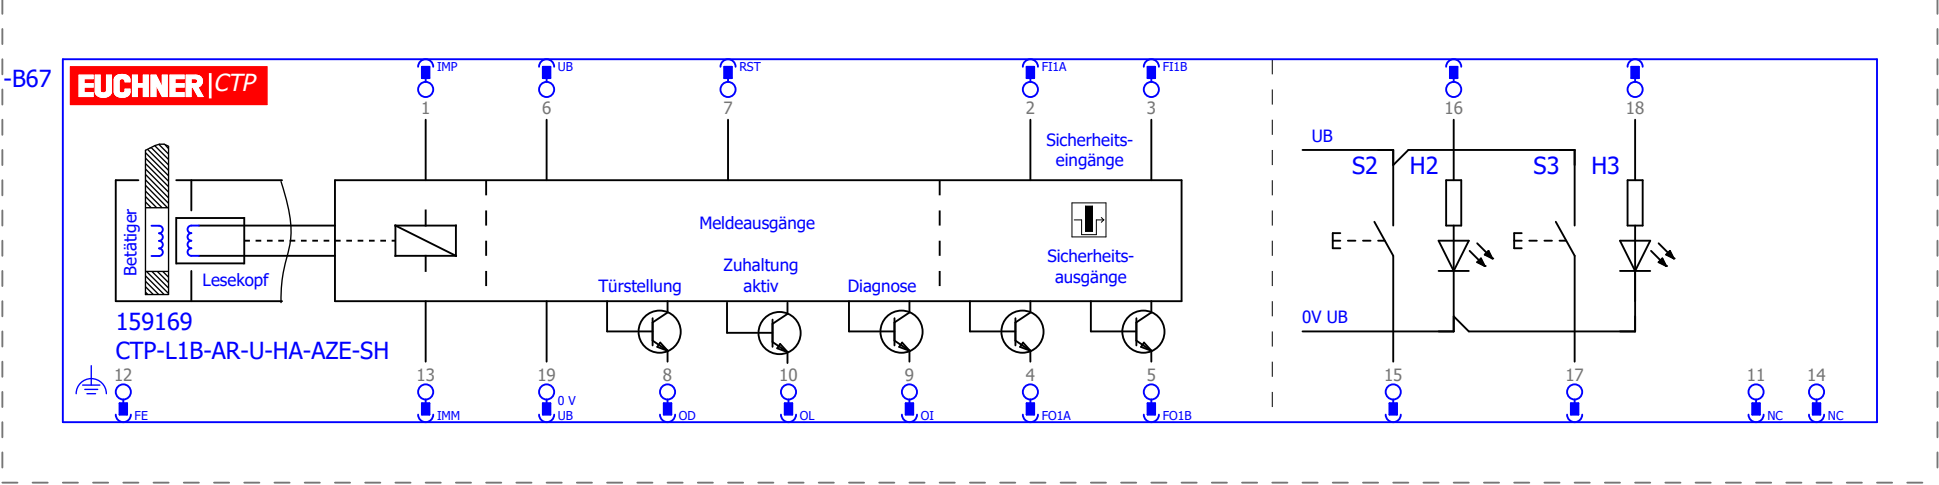 -B67
EUCHNER|CTP
IMP
UB
RST
FI1A
FI1B
1
6
7
2
3
16
18
Sicherheits-
eingänge
UB
S2
H2
S3
H3
Betätiger
Lesekopf
Meldeausgänge
Türstellung
Zuhaltung
aktiv
Diagnose
Sicherheits-
ausgänge
E
E
0V UB
159169
CTP-L1B-AR-U-HA-AZE-SH
12
13
19
8
10
9
4
5
15
17
11
14
FE
IMM
0 V
UB
OD
OL
OI
FO1A
FO1B
NC
NC